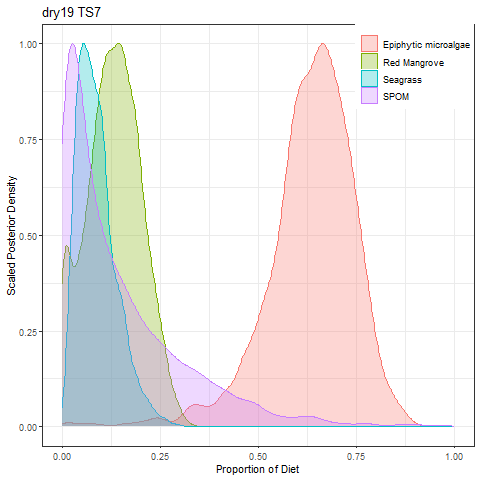 dry19 TS7
Epiphytic microalgae
Red Mangrove
Seagrass
SPOM
Scaled Posterior Density
1.00
0.75
0.50
0.25
0.00
0.00 0.25 0.50 0.75 1.00
Proportion of Diet